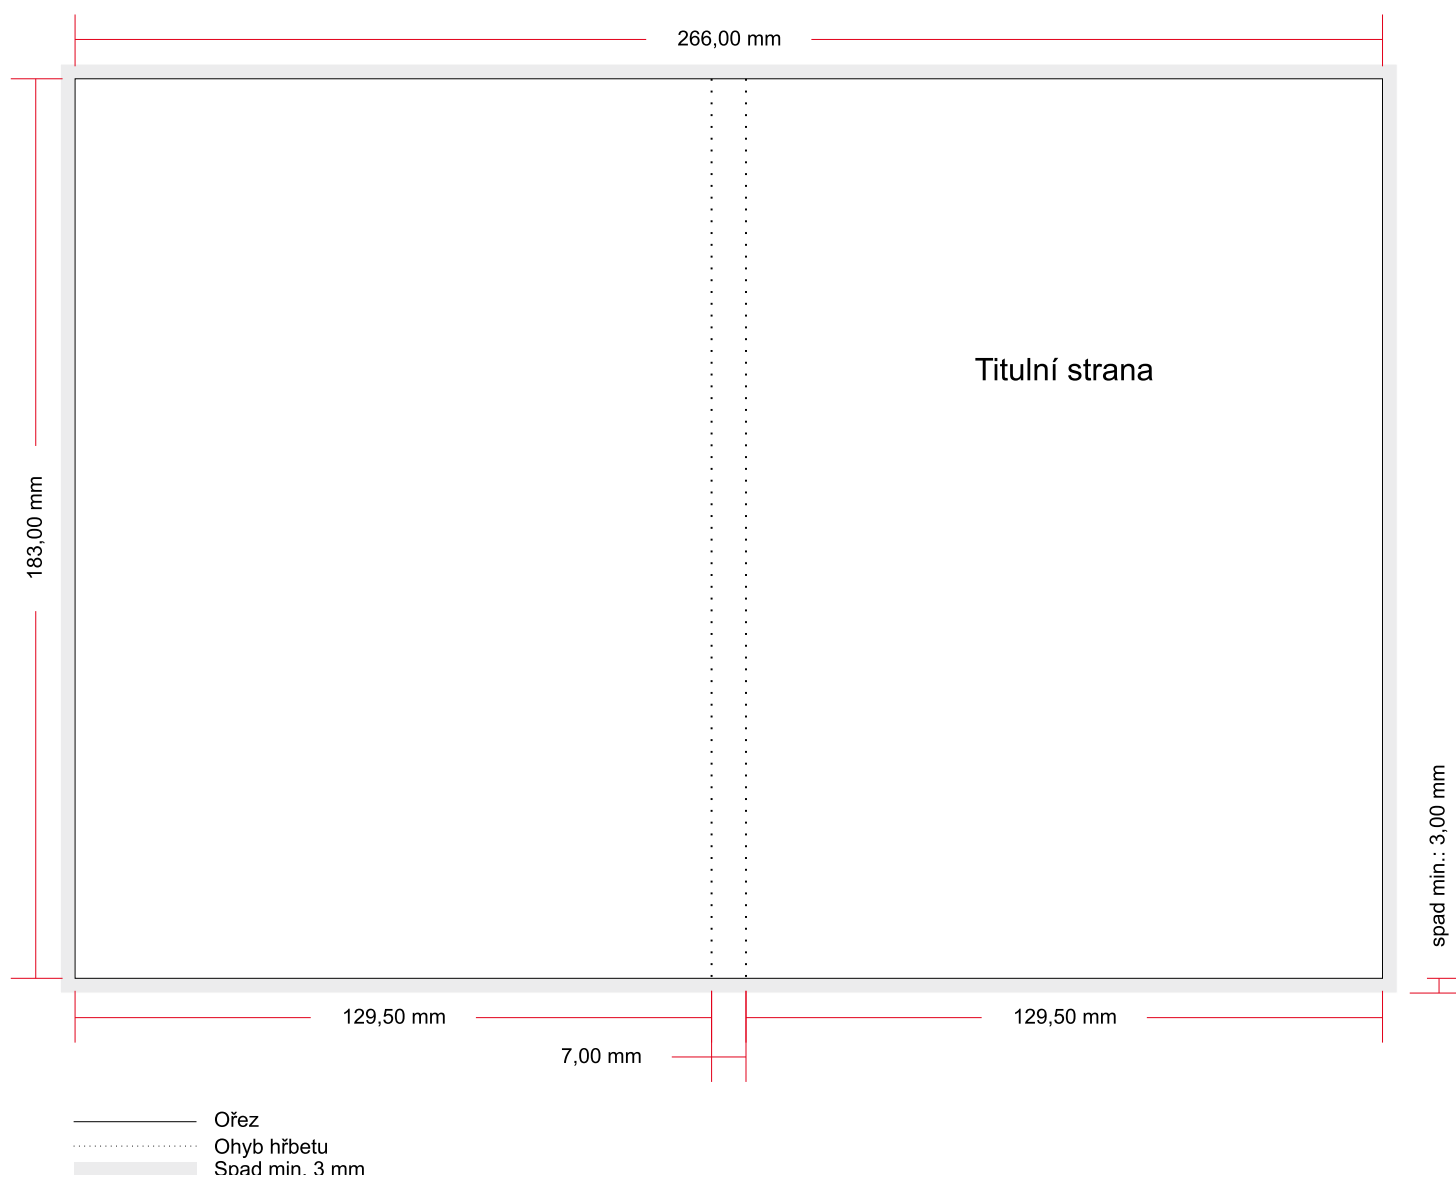 266,00 mm
Titulní strana
183,00 mm
spad min.: 3,00 mm
129,50 mm
129,50 mm
7,00 mm
Ořez
Ohyb hřbetu
Spad min. 3 mm